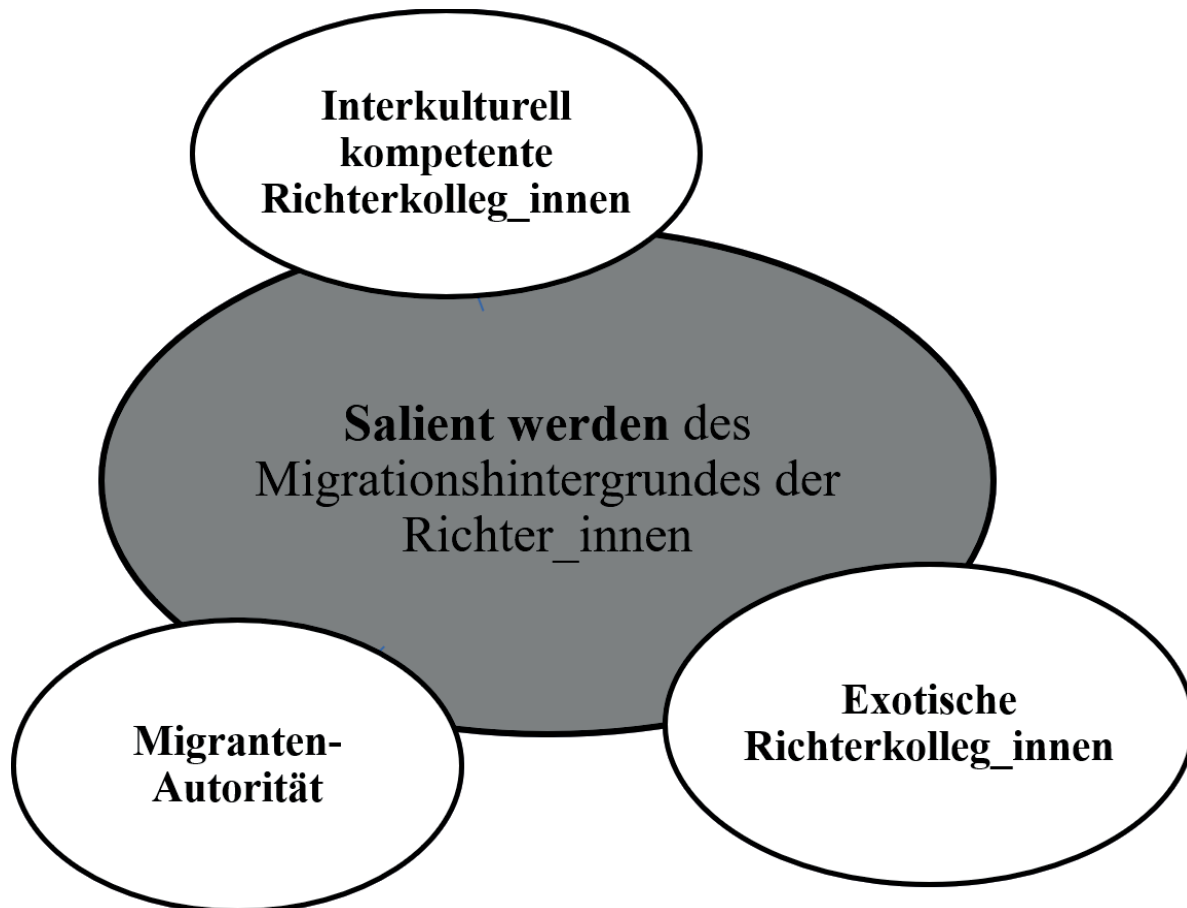 Interkulturell
kompetente
Richterkolleg_innen
Salient werden des
Migrationshintergrundes der
Richter_innen
Migranten-
Autorität
Exotische
Richterkolleg_innen